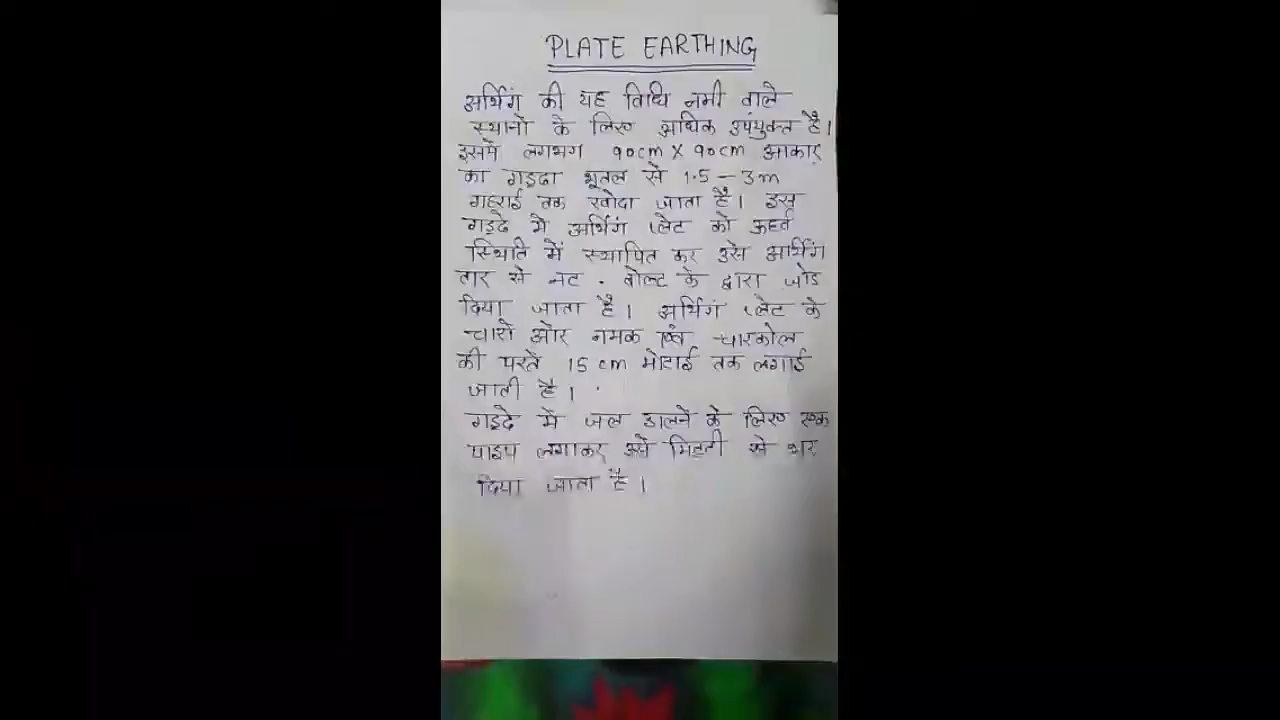 PLATE EARTHING
अर्थिंग की यह विधि नमी वाले
स्थानों के लिए अधिक उपयुक्त है।
इसमें लगभग 90cm X 90cm आकार
का गड्ढा भूतल से 1.5 – 3m
गहराई तक खोदा जाता है। इस
गड्ढे में अर्थिंग प्लेट को ऊर्ध्व
स्थिति में स्थापित कर उसे अर्थिंग
तार से नट - बोल्ट के द्वारा जोड
दिया जाता है। अर्थिंग प्लेट के
चारों ओर नमक एवं चारकोल
की परतें 15 cm मोटाई तक लगाई
जाती है।
गड्ढे में जल डालने के लिए एक
पाइप लगाकर उसे मिट्टी से भर
दिया जाता है।